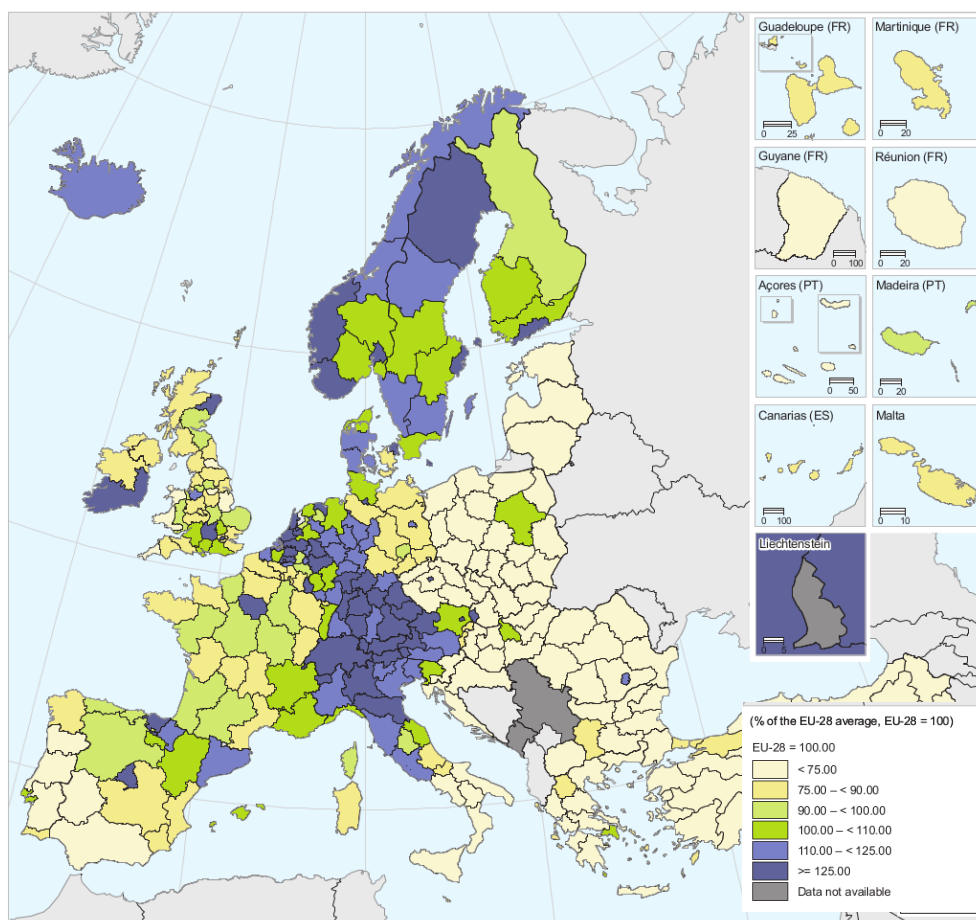 Guadeloupe (FR)
0 25
Martinique (FR)
0 20
Guyane (FR)
0 100
Réunion (FR)
0 20
Açores (PT)
0 50
Madeira (PT)
0 20
Canarias (ES)
0 100
Malta
0 10
Liechtenstein
0 5
(% of the EU-28 average, EU-28 = 100)
EU-28 = 100.00
< 75.00
75.00 – < 90.00
90.00 – < 100.00
100.00 – < 110.00
110.00 – < 125.00
>= 125.00
Data not available